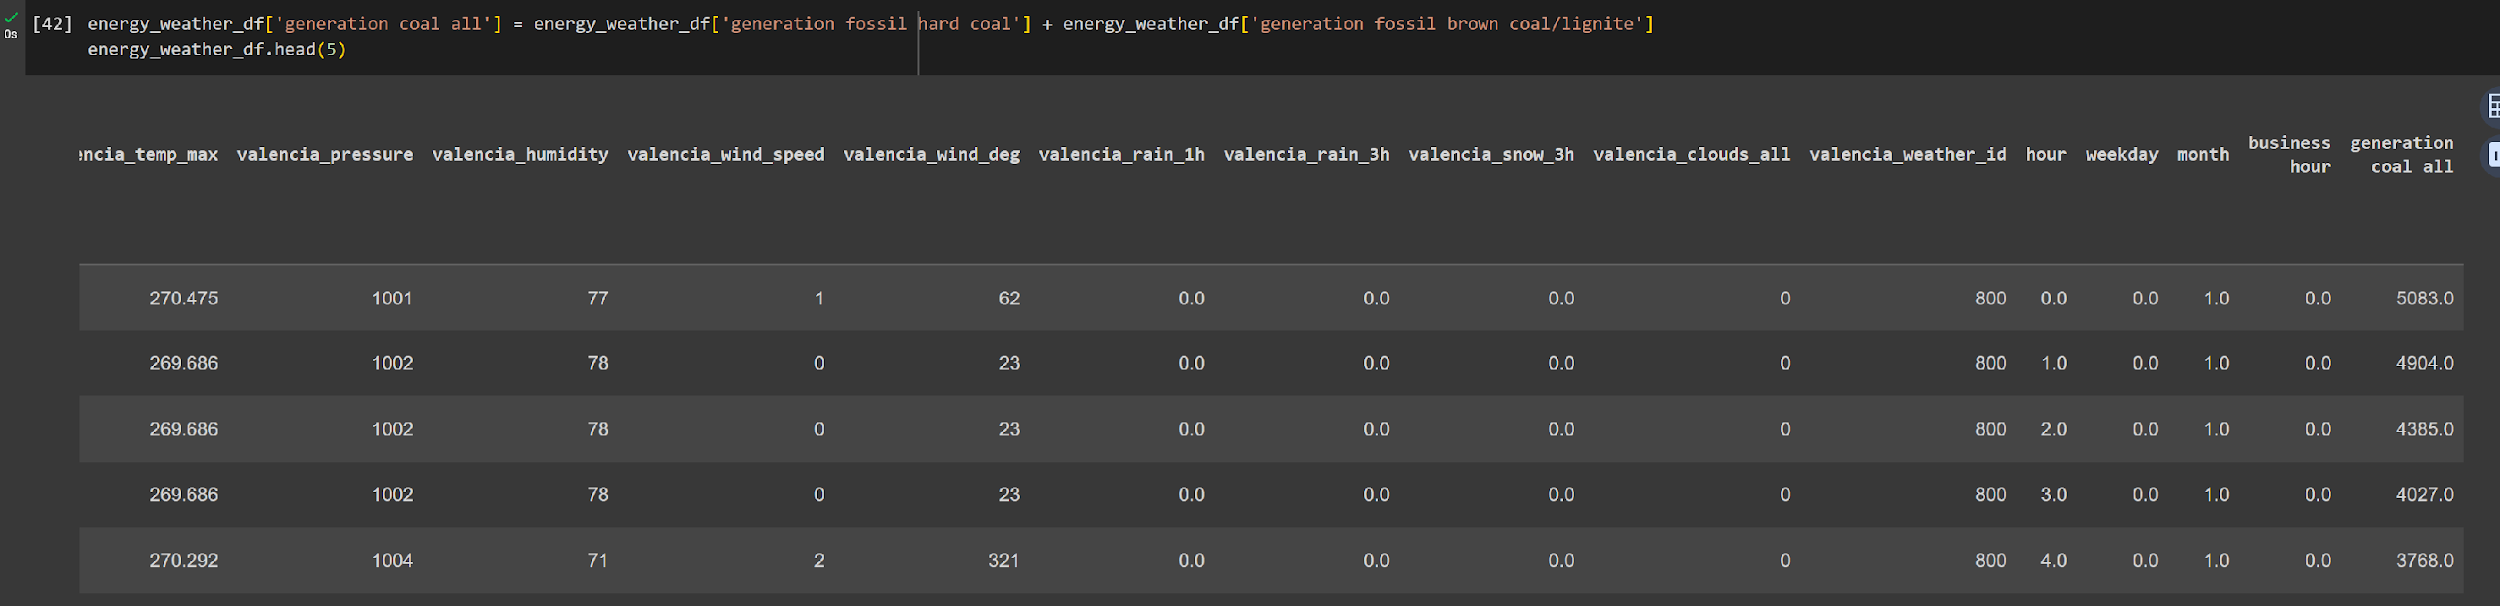 [42] energy_weather_df['generation coal all'] = energy_weather_df['generation fossil hard coal'] + energy_weather_df['generation fossil brown coal/lignite']
0s energy_weather_df.head(5)
encia_temp_max valencia_pressure valencia_humidity valencia_wind_speed valencia_wind_deg valencia_rain_1h valencia_rain_3h valencia_snow_3h valencia_clouds_all valencia_weather_id hour weekday month business hour generation coal all
270.475 1001 77 1 62 0.0 0.0 0.0 0 800 0.0 0.0 1.0 0.0 5083.0
269.686 1002 78 0 23 0.0 0.0 0.0 0 800 1.0 0.0 1.0 0.0 4904.0
269.686 1002 78 0 23 0.0 0.0 0.0 0 800 2.0 0.0 1.0 0.0 4385.0
269.686 1002 78 0 23 0.0 0.0 0.0 0 800 3.0 0.0 1.0 0.0 4027.0
270.292 1004 71 2 321 0.0 0.0 0.0 0 800 4.0 0.0 1.0 0.0 3768.0